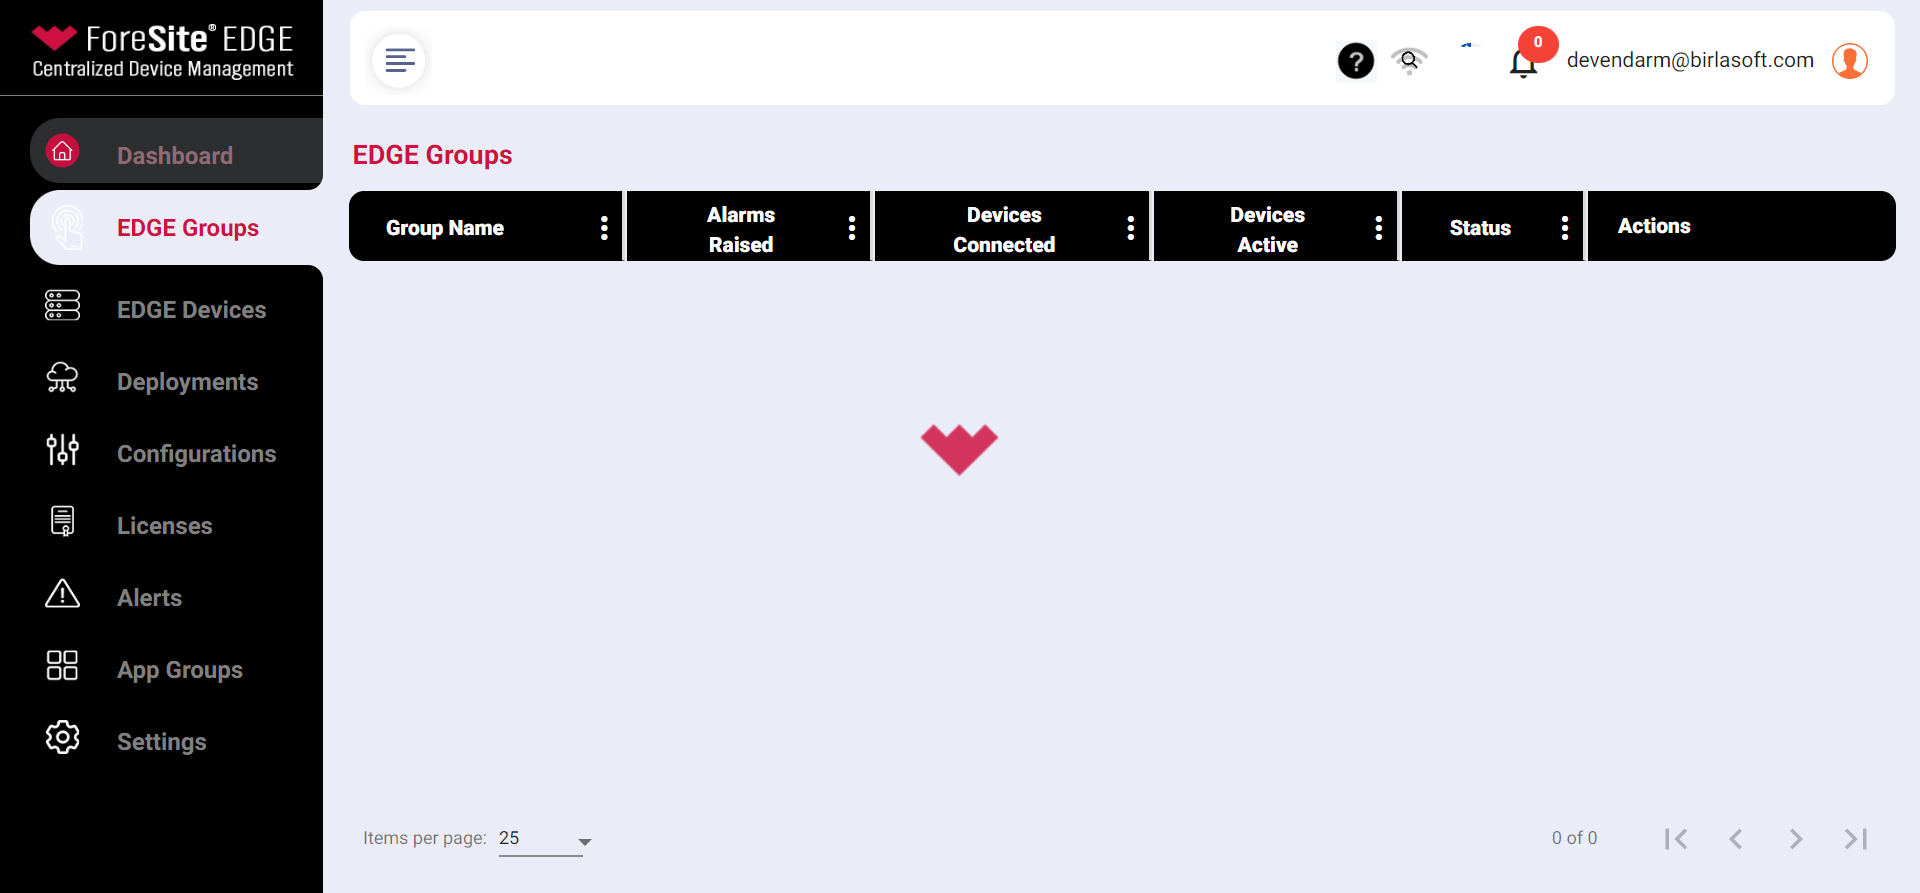 ForeSite® EDGE
Centralized Device Management
Dashboard
EDGE Groups
EDGE Devices
Deployments
Configurations
Licenses
Alerts
App Groups
Settings
?
0
devendarm@birlasoft.com
EDGE Groups
Group Name
Alarms
Raised
Devices
Connected
Devices
Active
Status
Actions
Items per page: 25
0 of 0